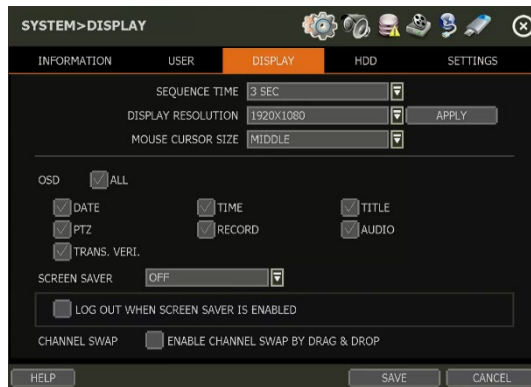 SYSTEM>DISPLAY
INFORMATION USER DISPLAY HDD SETTINGS
SEQUENCE TIME 3 SEC
DISPLAY RESOLUTION 1920X1080 APPLY
MOUSE CURSOR SIZE MIDDLE
OSD ALL
DATE TIME TITLE
PTZ RECORD AUDIO
TRANS. VERI.
SCREEN SAVER OFF
LOG OUT WHEN SCREEN SAVER IS ENABLED
CHANNEL SWAP ENABLE CHANNEL SWAP BY DRAG & DROP
HELP SAVE CANCEL